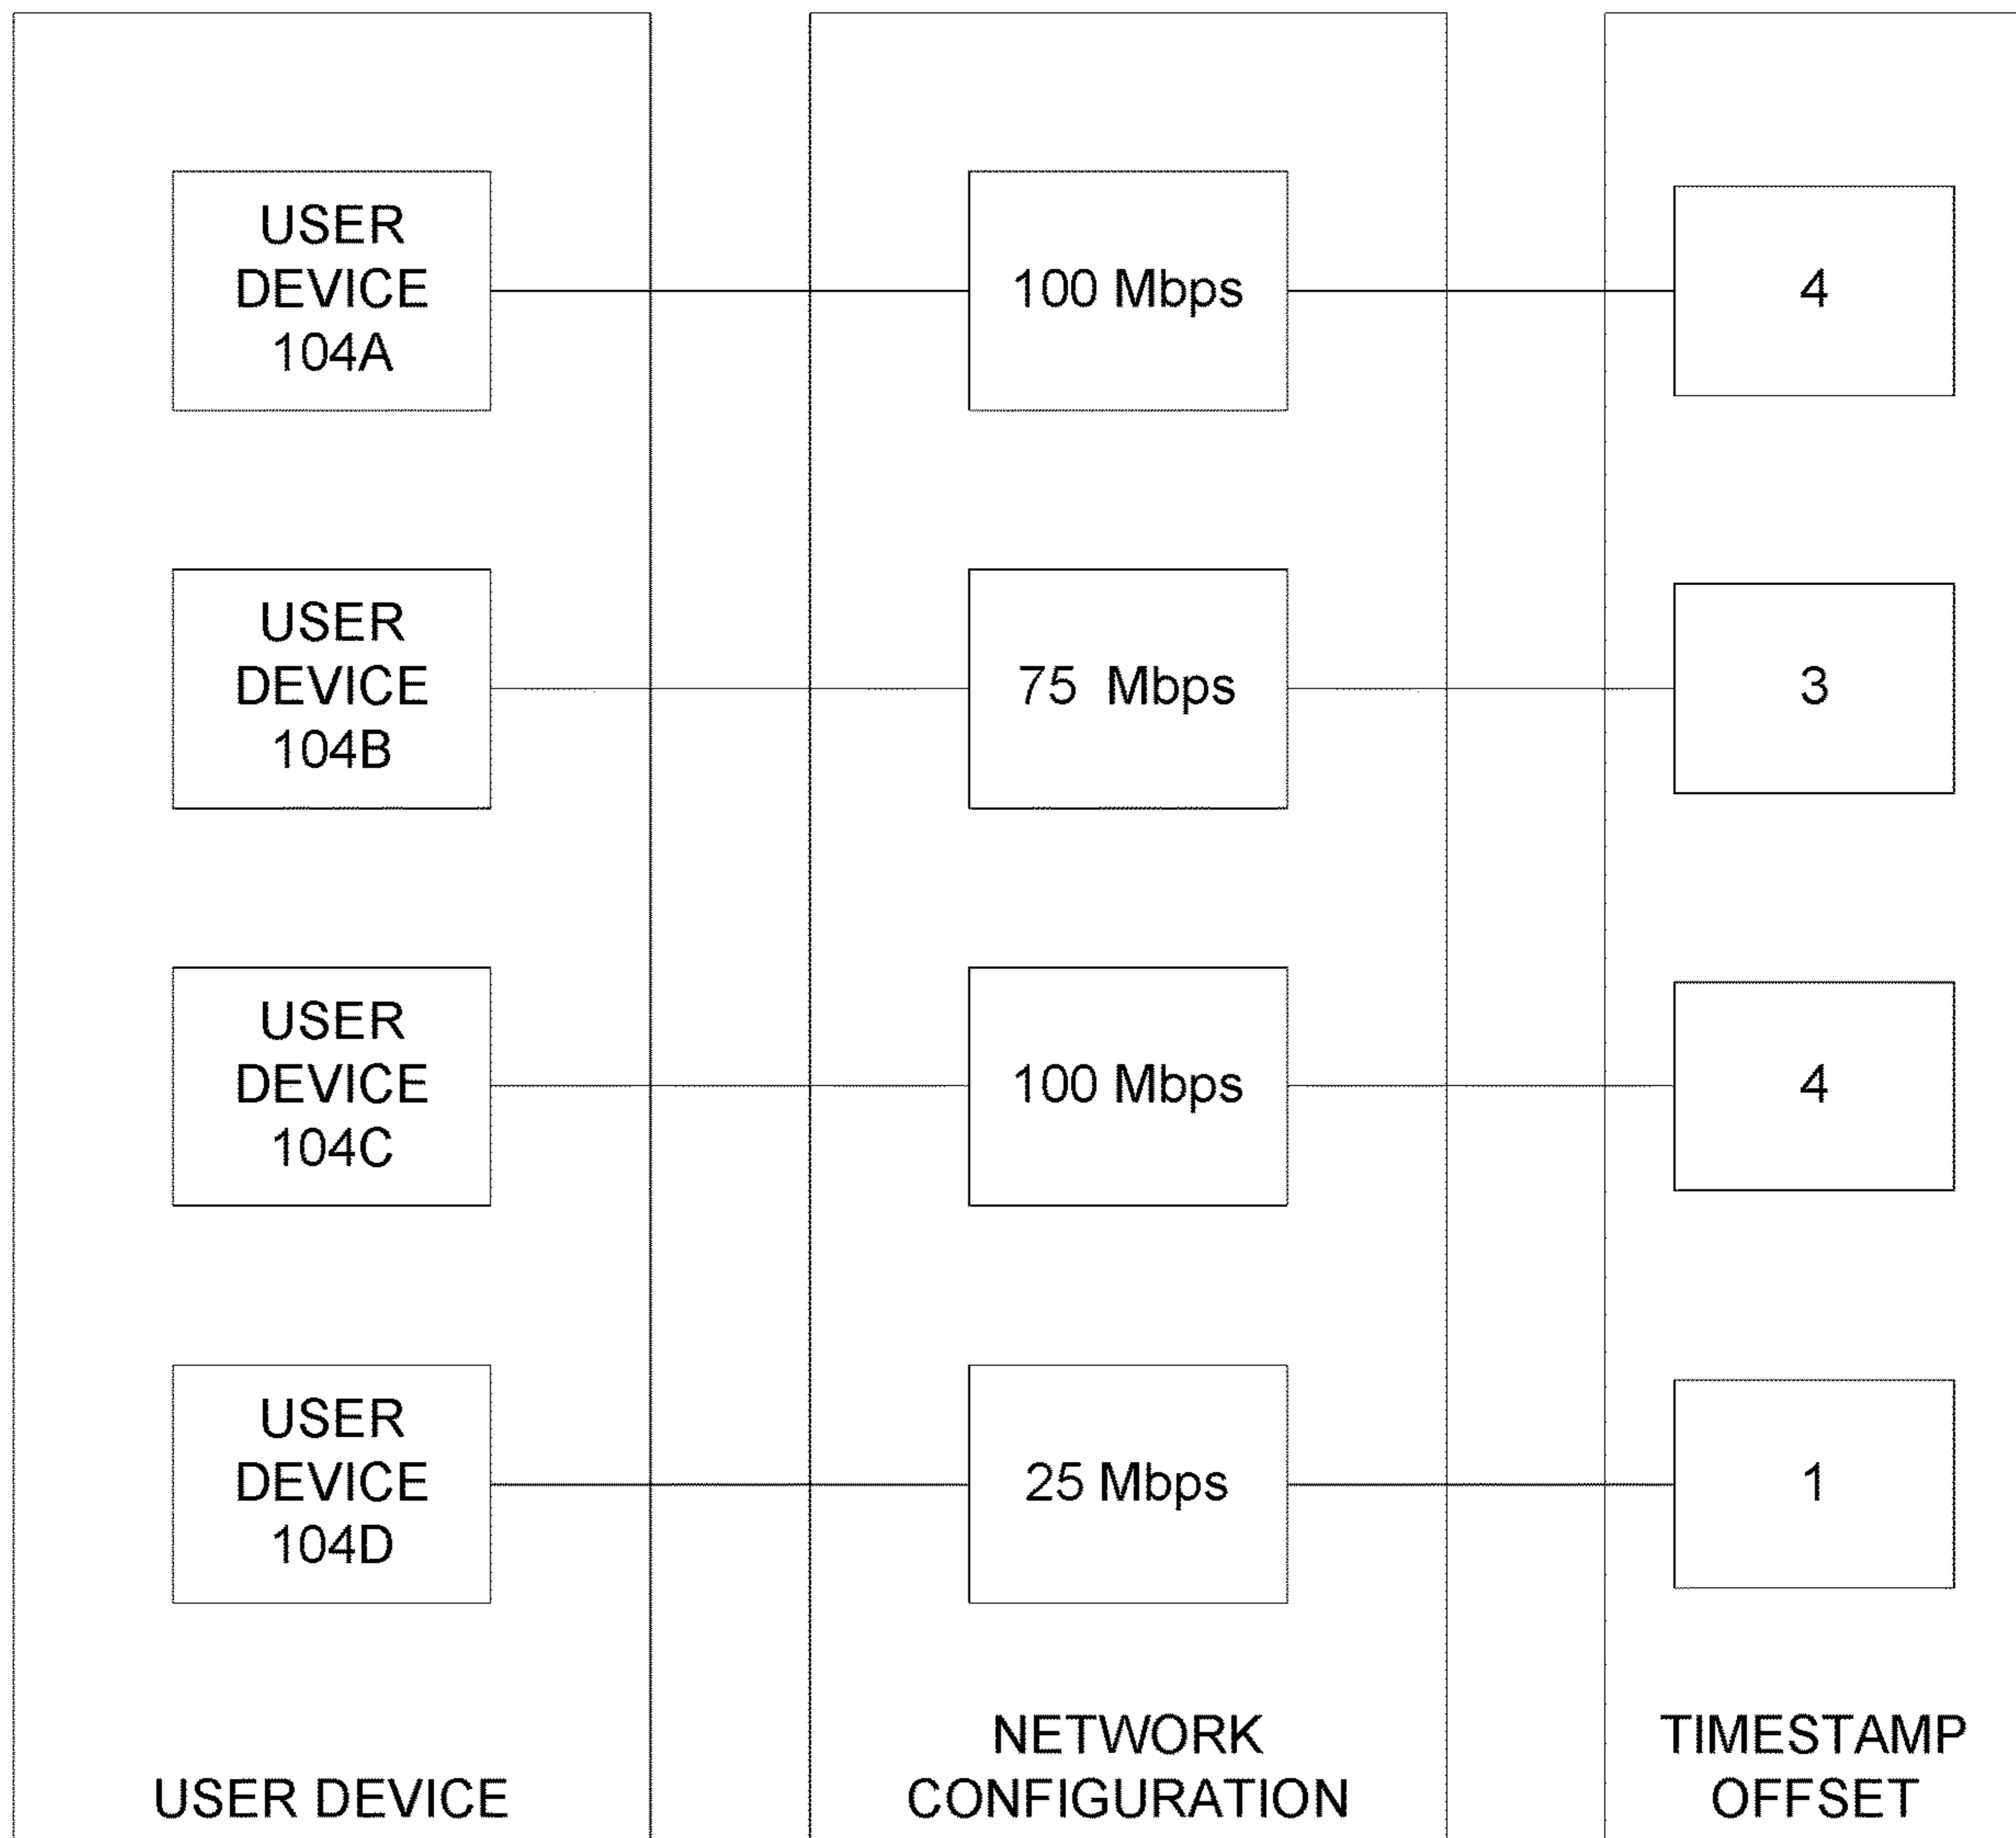 USER
DEVICE
104A
100 Mbps
4
USER
DEVICE
104B
75 Mbps
3
USER
DEVICE
104C
100 Mbps
4
USER
DEVICE
104D
25 Mbps
1
USER DEVICE
NETWORK
CONFIGURATION
TIMESTAMP
OFFSET